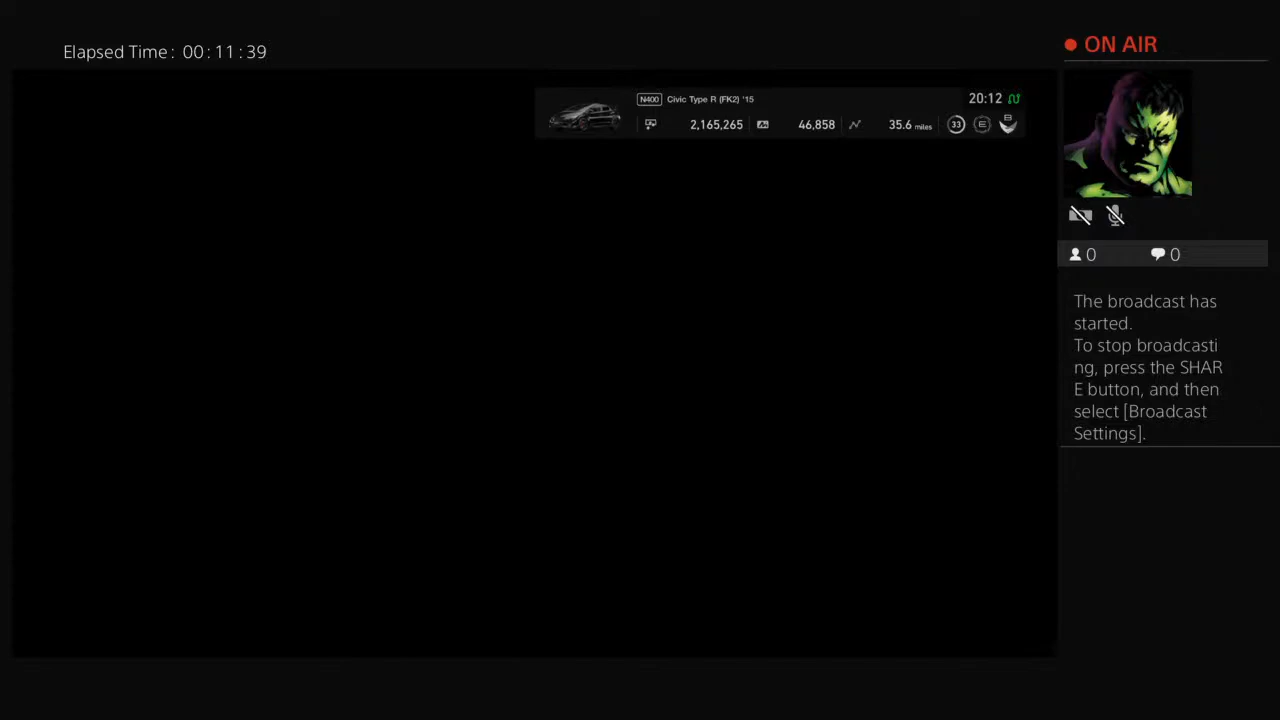 Elapsed Time: 00:11:39
ON AIR
N400 Civic Type R (FK2) '15 20:12
2,165,265 46,858 35.6 miles 33 E B
0 0
The broadcast has
started.
To stop broadcasti
ng, press the SHAR
E button, and then
select [Broadcast
Settings].